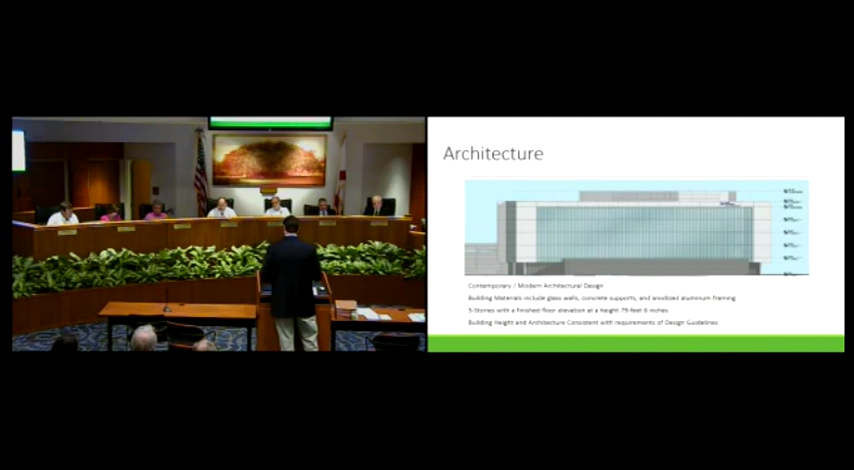 Architecture
Contemporary / Modern Architectural Design
Building Materials include glass walls, concrete supports, and anodized aluminum framing
5-Stories with a finished floor elevation at a height 79-feet 6 inches
Building Height and Architecture Consistent with requirements of Design Guidelines